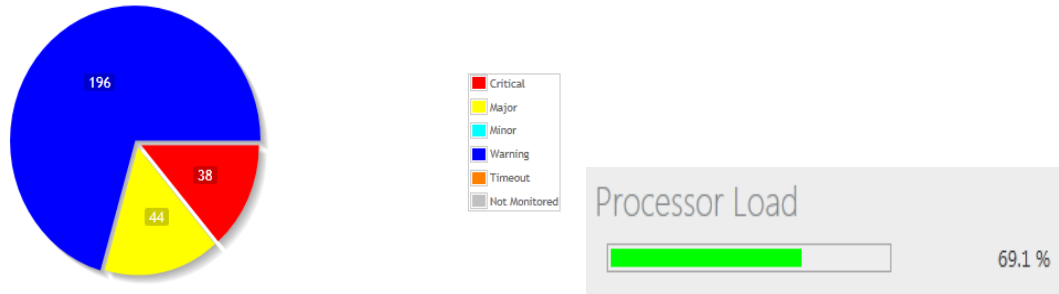 196
38
44
Critical
Major
Minor
Warning
Timeout
Not Monitored
Processor Load
69.1 %